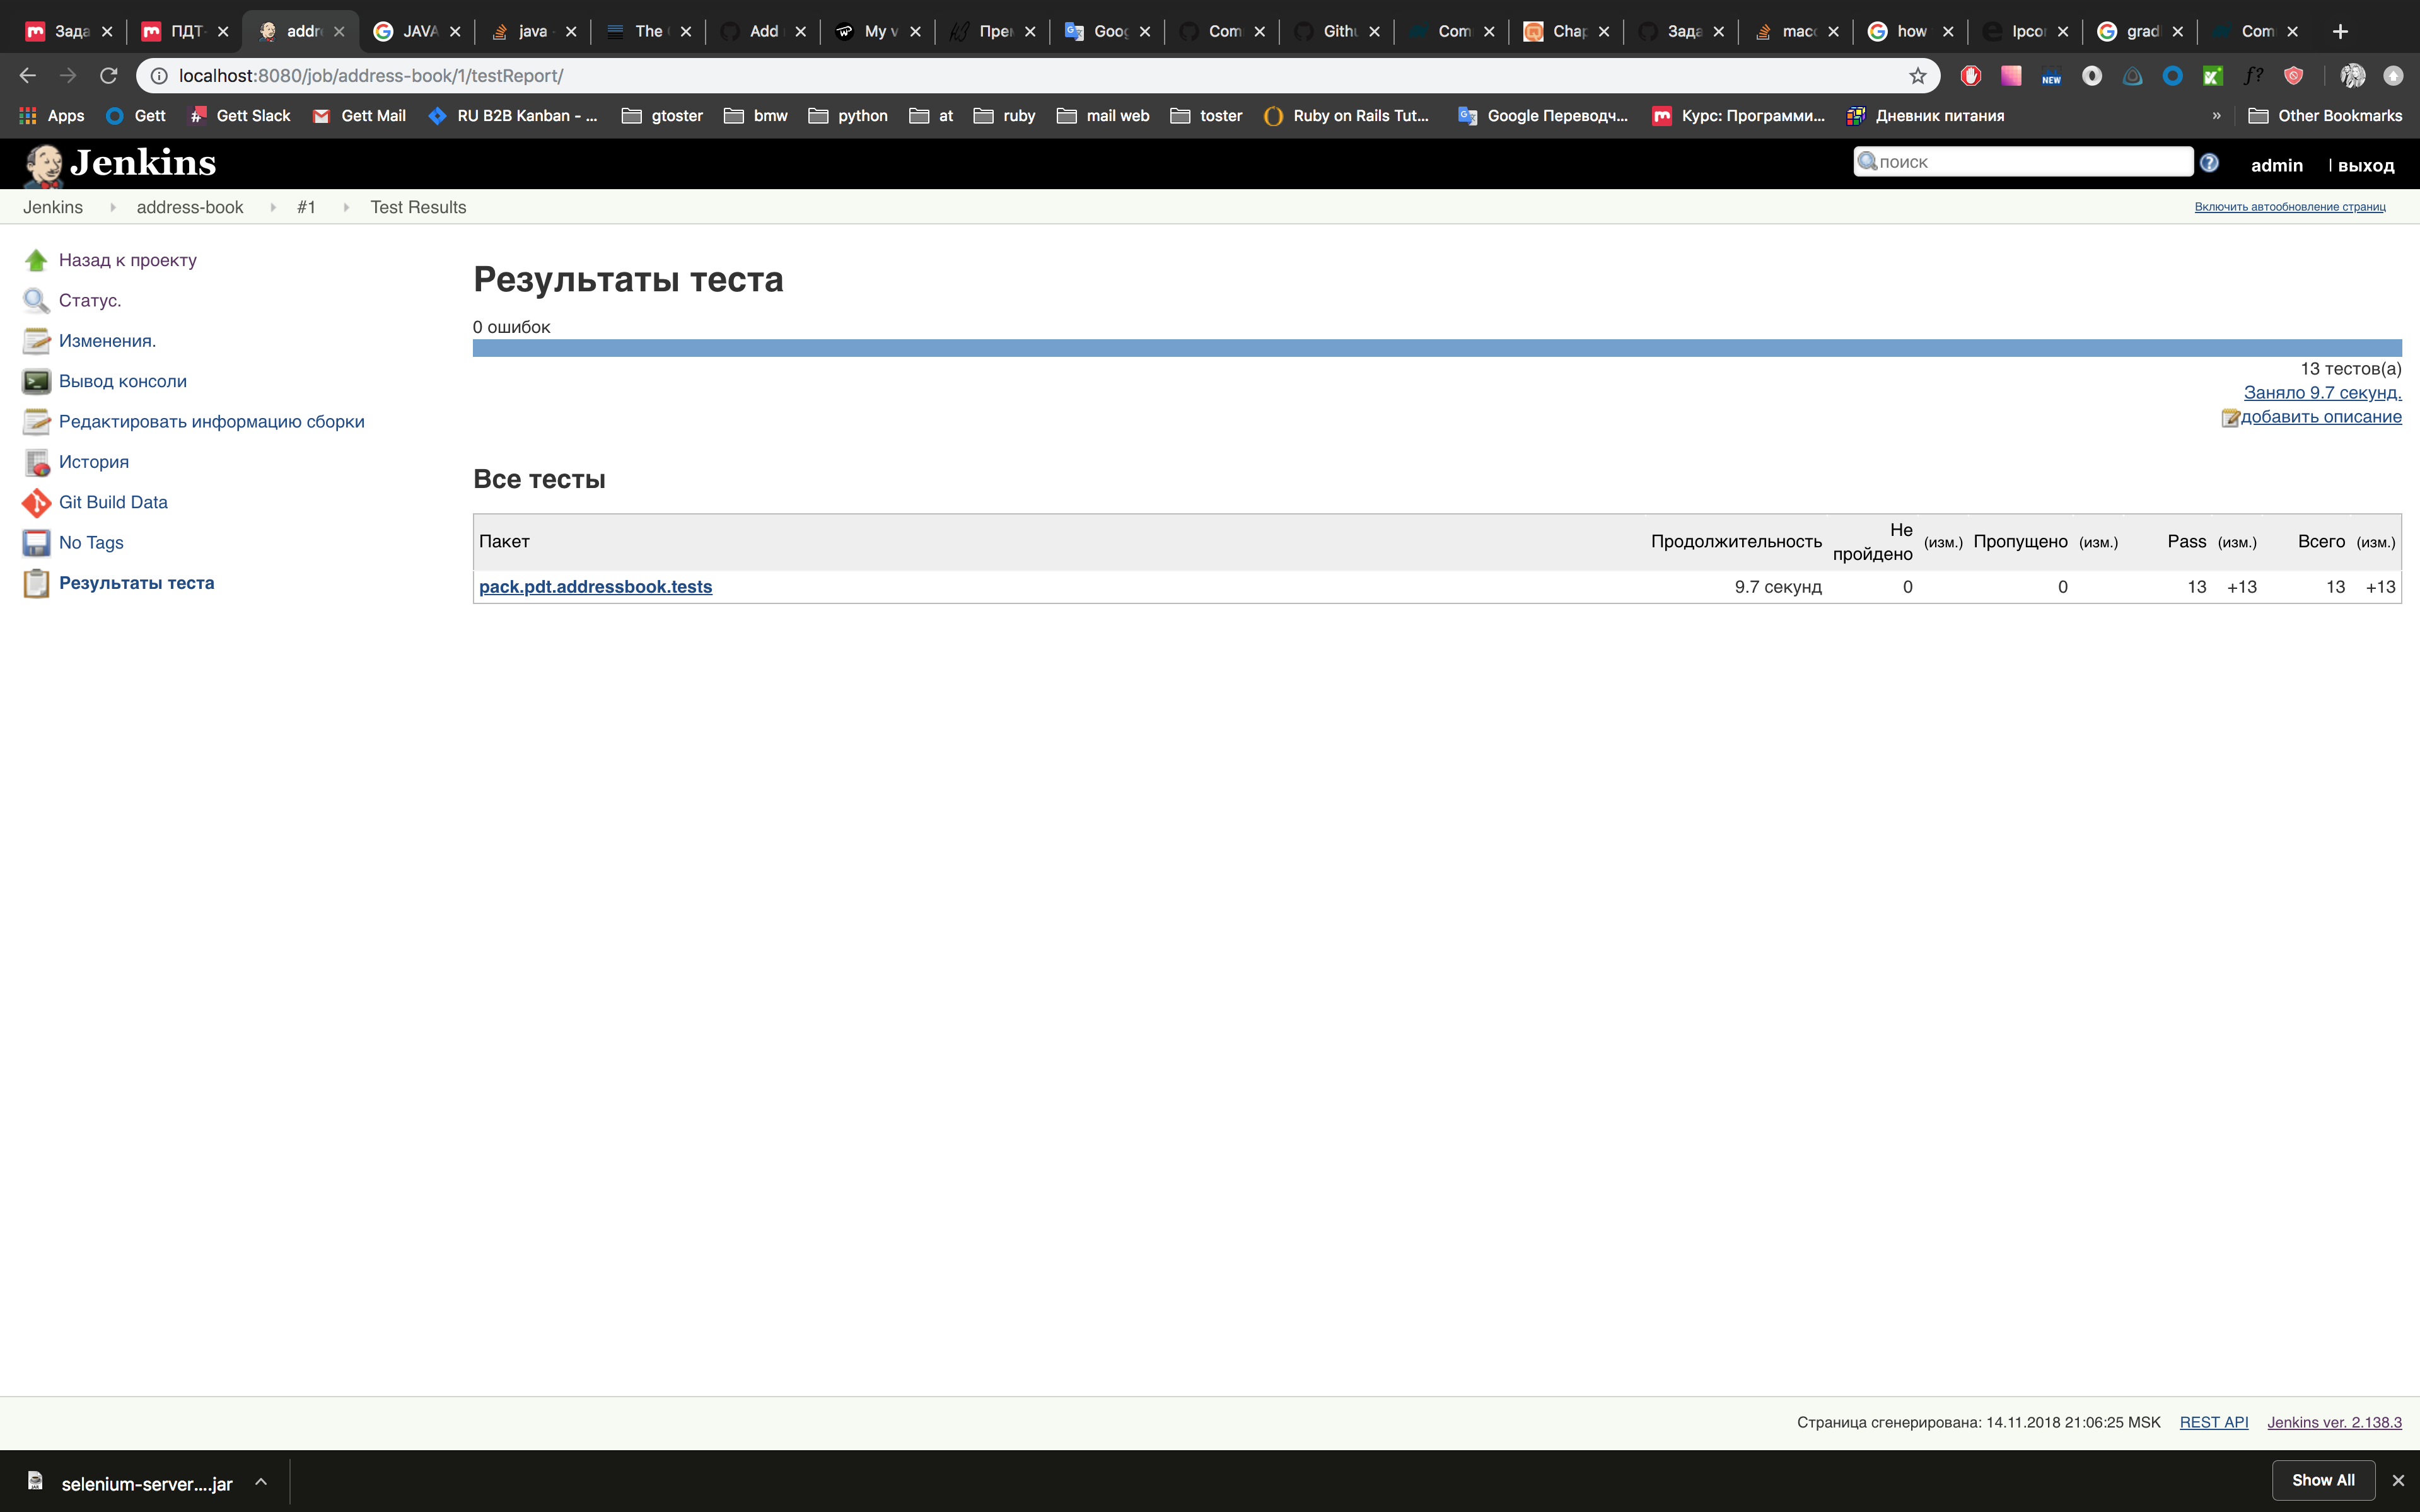 Зада ПДТ- addr JAVA java The Add My v Прем Goog Com Githu Com Chap Зада macc how Ipcor grad Com
localhost:8080/job/address-book/1/testReport/
Apps Gett Gett Slack Gett Mail RU B2B Kanban - ... gtoster bmw python at ruby mail web toster Ruby on Rails Tut... Google Переводч... Курс: Программи... Дневник питания » Other Bookmarks
Jenkins
поиск
admin | выход
Jenkins address-book #1 Test Results
Включить автообновление страниц
Назад к проекту
Статус.
Изменения.
Вывод консоли
Редактировать информацию сборки
История
Git Build Data
No Tags
Результаты теста
Результаты теста
0 ошибок
13 тестов(а)
Заняло 9.7 секунд.
добавить описание
Все тесты
Пакет Продолжительность Не пройдено (изм.) Пропущено (изм.) Pass (изм.) Всего (изм.)
pack.pdt.addressbook.tests 9.7 секунд 0 0 13 +13 13 +13
Страница сгенерирована: 14.11.2018 21:06:25 MSK REST API Jenkins ver. 2.138.3
selenium-server....jar
Show All